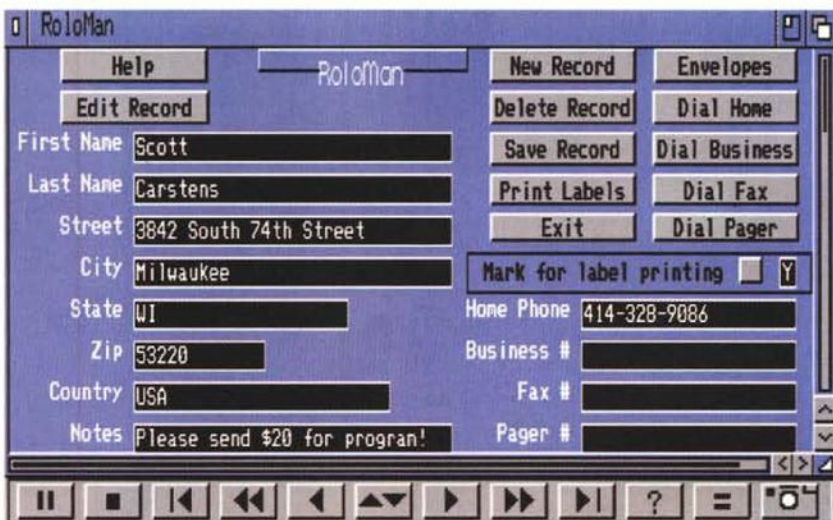 RoloMan
Help
RoloMan
New Record
Envelopes
Edit Record
Delete Record
Dial Home
First Name Scott
Save Record
Dial Business
Last Name Carstens
Print Labels
Dial Fax
Street 3842 South 74th Street
Exit
Dial Pager
City Milwaukee
Mark for label printing Y
State WI
Home Phone 414-328-9086
Zip 53220
Business #
Country USA
Fax #
Notes Please send $20 for progran!
Pager #
?
=